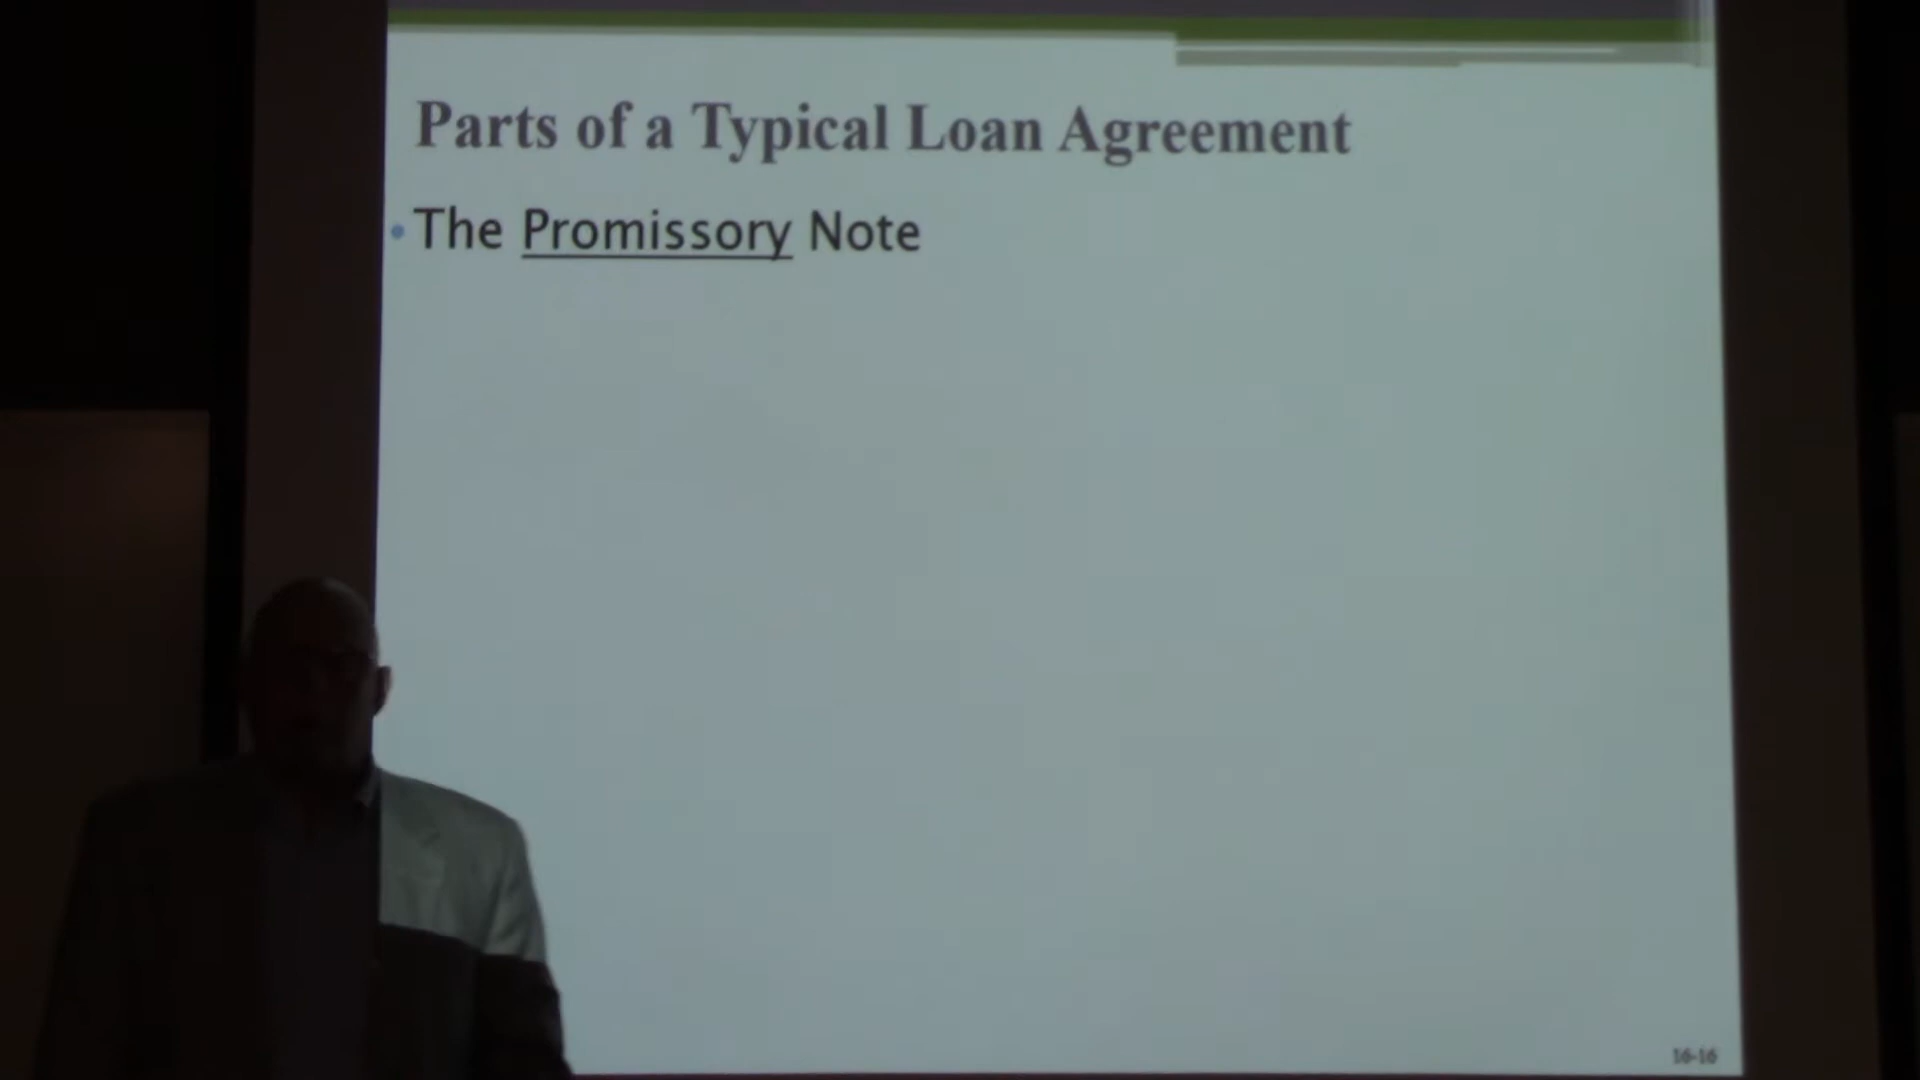 Parts of a Typical Loan Agreement
• The Promissory Note
16-16